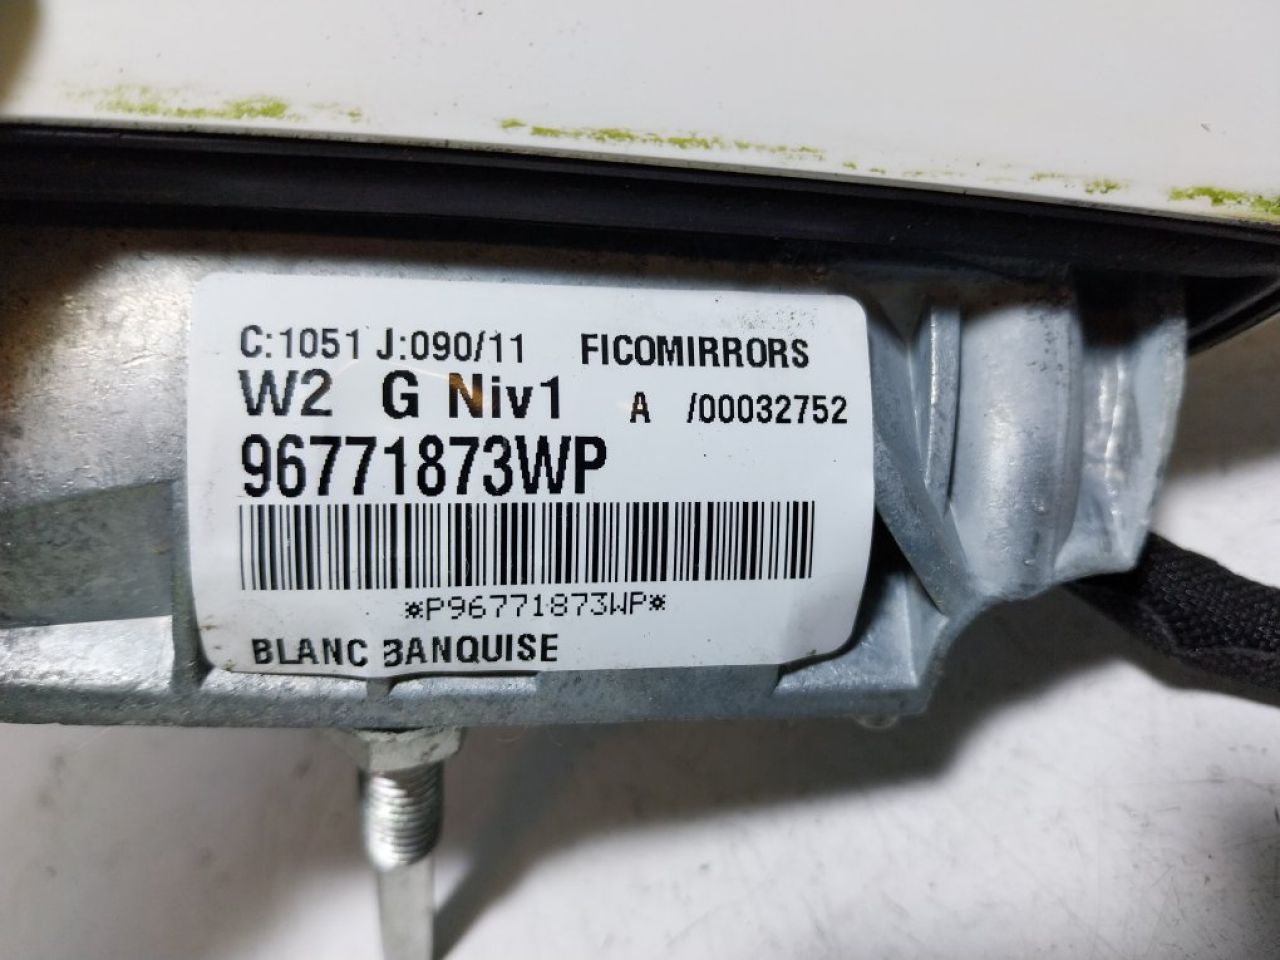 C:1051 J:090/11 FICOMIRRORS
W2 G Niv1 A /00032752
96771873WP
*P96771873WP*
BLANC BANQUISE